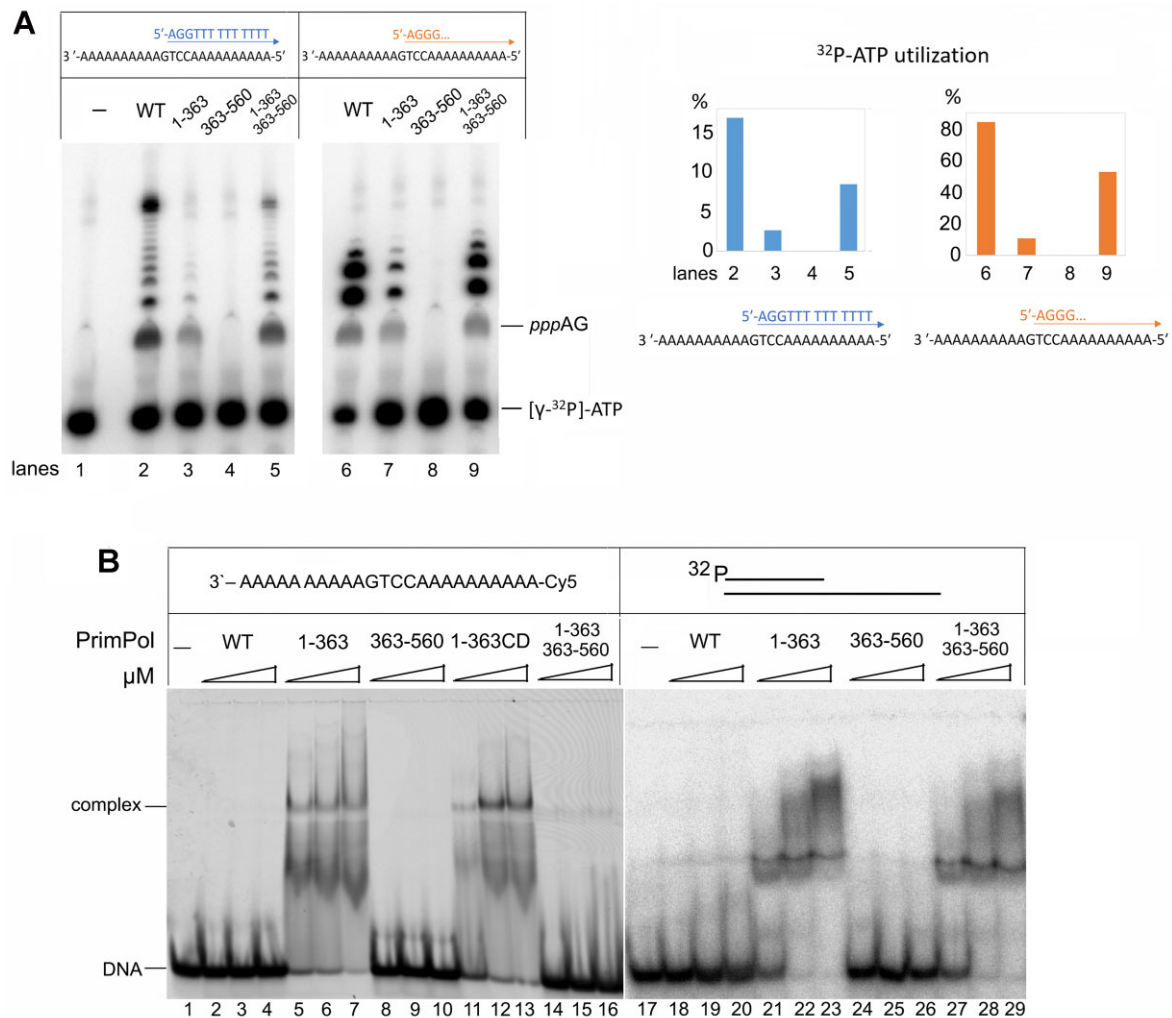 A
5'-AGGTTT TTT TTTT
3'-AAAAAAAAAAGTCCAAAAAAAAAA-5'
5'-AGGG...
3'-AAAAAAAAAAGTCCAAAAAAAAAA-5'
– WT 1-363 363-560 1-363 363-560
WT 1-363 363-560 1-363 363-560
pppAG
[γ-³²P]-ATP
lanes 1 2 3 4 5 6 7 8 9
³²P-ATP utilization
%
15
10
5
0
lanes 2 3 4 5
%
80
60
40
20
0
6 7 8 9
5'-AGGTTT TTT TTTT
3'-AAAAAAAAAAGTCCAAAAAAAAAA-5'
5'-AGGG...
3'-AAAAAAAAAAGTCCAAAAAAAAAA-5'
B
3`– AAAAA AAAAAGTCCAAAAAAAAAA-Cy5
³²P
PrimPol – WT 1-363 363-560 1-363CD 1-363 363-560 – WT 1-363 363-560 1-363 363-560
µM
complex
DNA
1 2 3 4 5 6 7 8 9 10 11 12 13 14 15 16 17 18 19 20 21 22 23 24 25 26 27 28 29